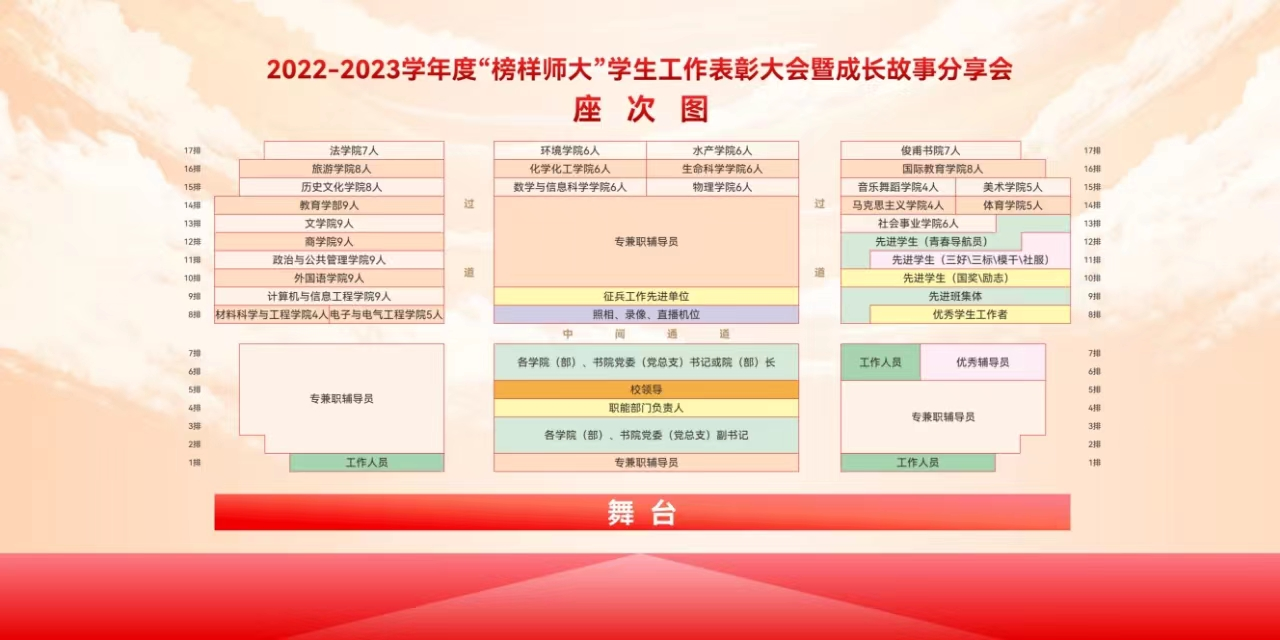 2022-2023学年度“榜样师大”学生工作表彰大会暨成长故事分享会
座次图
17排 法学院7人 环境学院6人 水产学院6人 俊甫书院7人 17排
16排 旅游学院8人 化学化工学院6人 生命科学学院6人 国际教育学院8人 16排
15排 历史文化学院8人 数学与信息科学学院6人 物理学院6人 音乐舞蹈学院4人 美术学院5人 15排
14排 教育学部9人 过 过 马克思主义学院4人 体育学院5人 14排
13排 文学院9人 社会事业学院6人 13排
12排 商学院9人 专兼职辅导员 先进学生（青春导航员） 12排
11排 政治与公共管理学院9人 先进学生（三好\三标\模干\社服） 11排
10排 外国语学院9人 道 道 先进学生（国奖\励志） 10排
9排 计算机与信息工程学院9人 征兵工作先进单位 先进班集体 9排
8排 材料科学与工程学院4人 电子与电气工程学院5人 照相、录像、直播机位 优秀学生工作者 8排
中间通道
7排 7排
各学院（部）、书院党委（党总支）书记或院（部）长 工作人员 优秀辅导员
6排 6排
5排 校领导 5排
专兼职辅导员
4排 职能部门负责人 4排
专兼职辅导员
3排 3排
各学院（部）、书院党委（党总支）副书记
2排 2排
1排 工作人员 专兼职辅导员 工作人员 1排
舞台